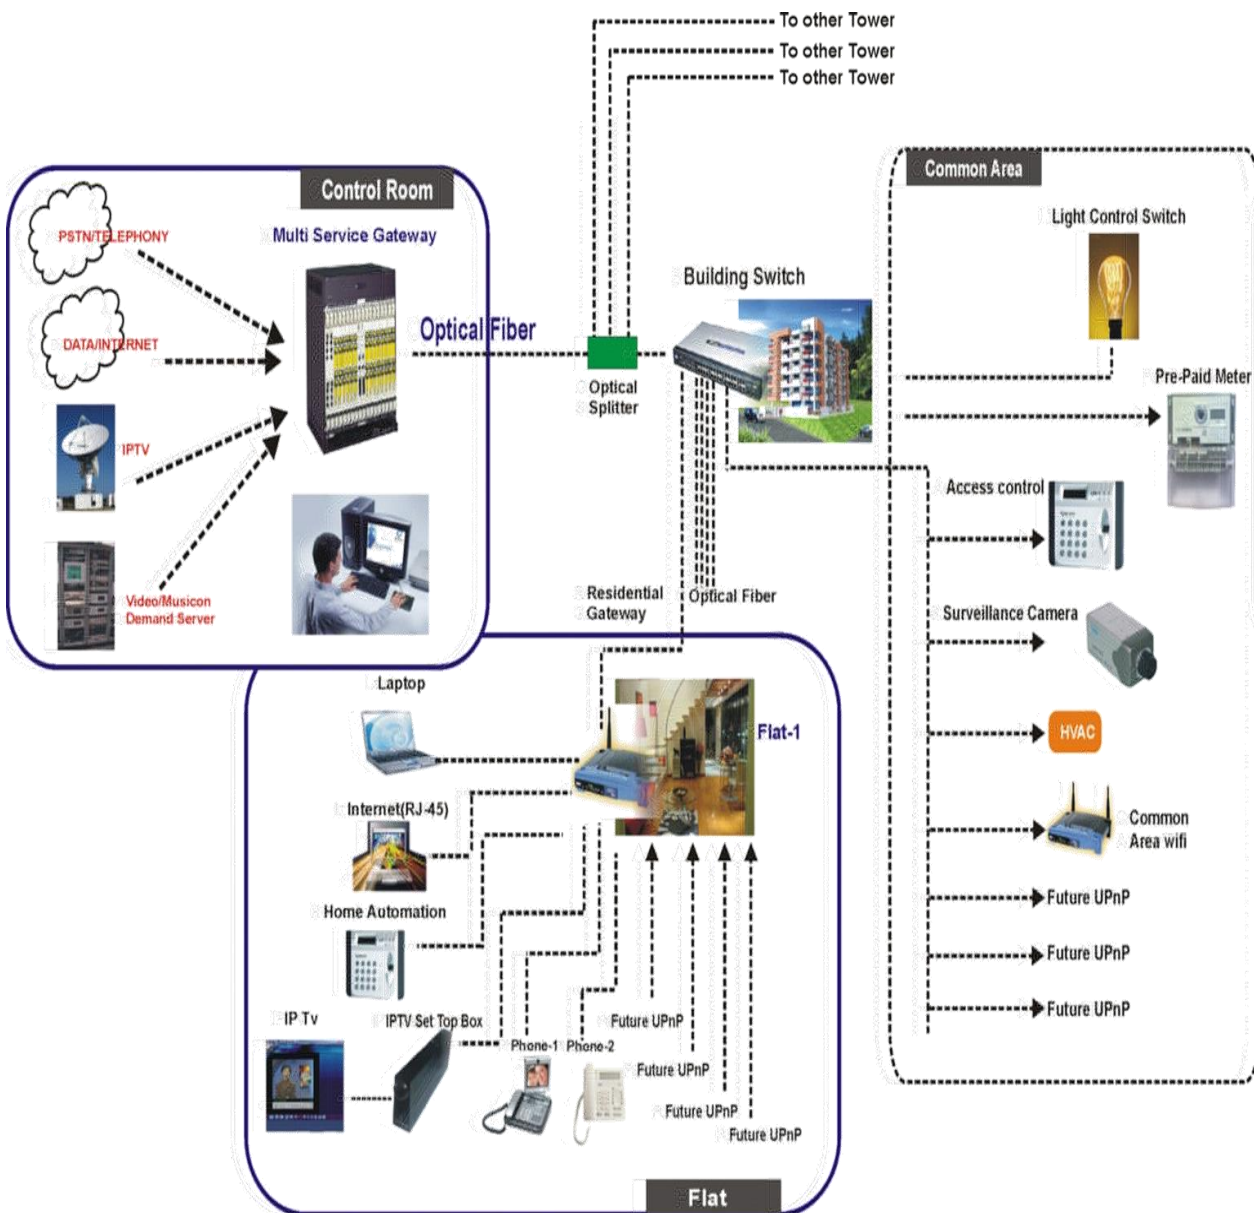 To other Tower
To other Tower
To other Tower
Control Room
Common Area
PSTN/TELEPHONY
Multi Service Gateway
Light Control Switch
Building Switch
DATA/INTERNET
Optical Fiber
Optical
Splitter
Pre-Paid Meter
IPTV
Access control
Video/Musicon
Demand Server
Residential
Gateway
Optical Fiber
Surveillance Camera
Laptop
Flat-1
HVAC
Internet(RJ-45)
Common
Area wifi
Home Automation
Future UPnP
Future UPnP
Future UPnP
IP Tv
IPTV Set Top Box
Phone-1
Phone-2
Future UPnP
Future UPnP
Future UPnP
Future UPnP
Flat